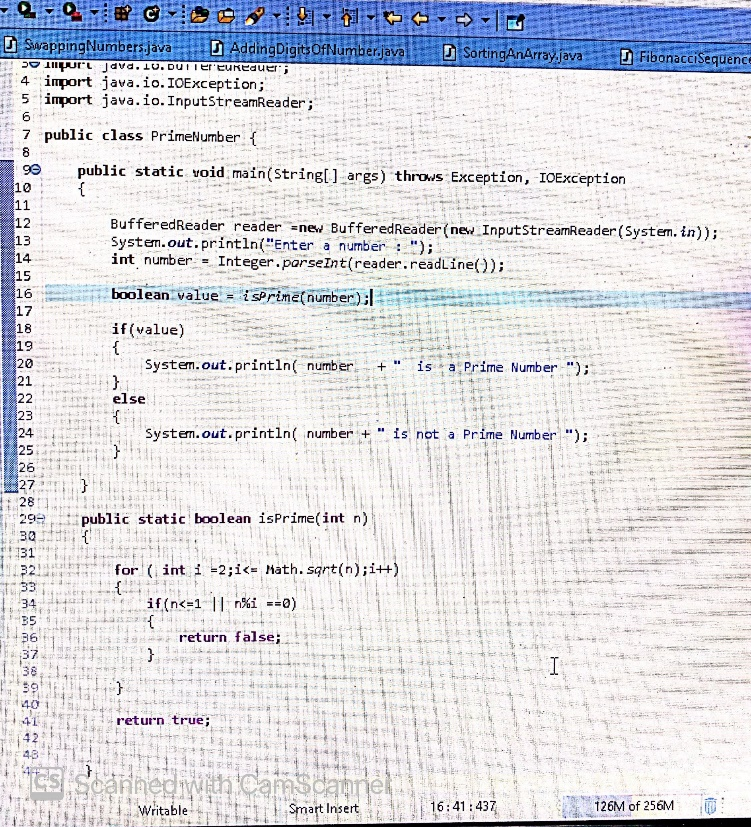 SwappingNumbers.java AddingDigitsOfNumber.java SortingAnArray.java FibonacciSequence
3 import java.io.BufferedReader;
4 import java.io.IOException;
5 import java.io.InputStreamReader;
6
7 public class PrimeNumber {
8
9 public static void main(String[] args) throws Exception, IOException
10 {
11
12 BufferedReader reader =new BufferedReader(new InputStreamReader(System.in));
13 System.out.println("Enter a number : ");
14 int number = Integer.parseInt(reader.readLine());
15
16 boolean value = isPrime(number);
17
18 if(value)
19 {
20 System.out.println( number + " is a Prime Number ");
21 }
22 else
23 {
24 System.out.println( number + " is not a Prime Number ");
25 }
26
27 }
28
29 public static boolean isPrime(int n)
30 {
31
32 for ( int i =2;i<= Math.sqrt(n);i++)
33 {
34 if(n<=1 || n%i ==0)
35 {
36 return false;
37 }
38
39 }
40
41 return true;
42
43
44 }
CS Scanned with CamScanner
Writable Smart Insert 16:41:437 126M of 256M